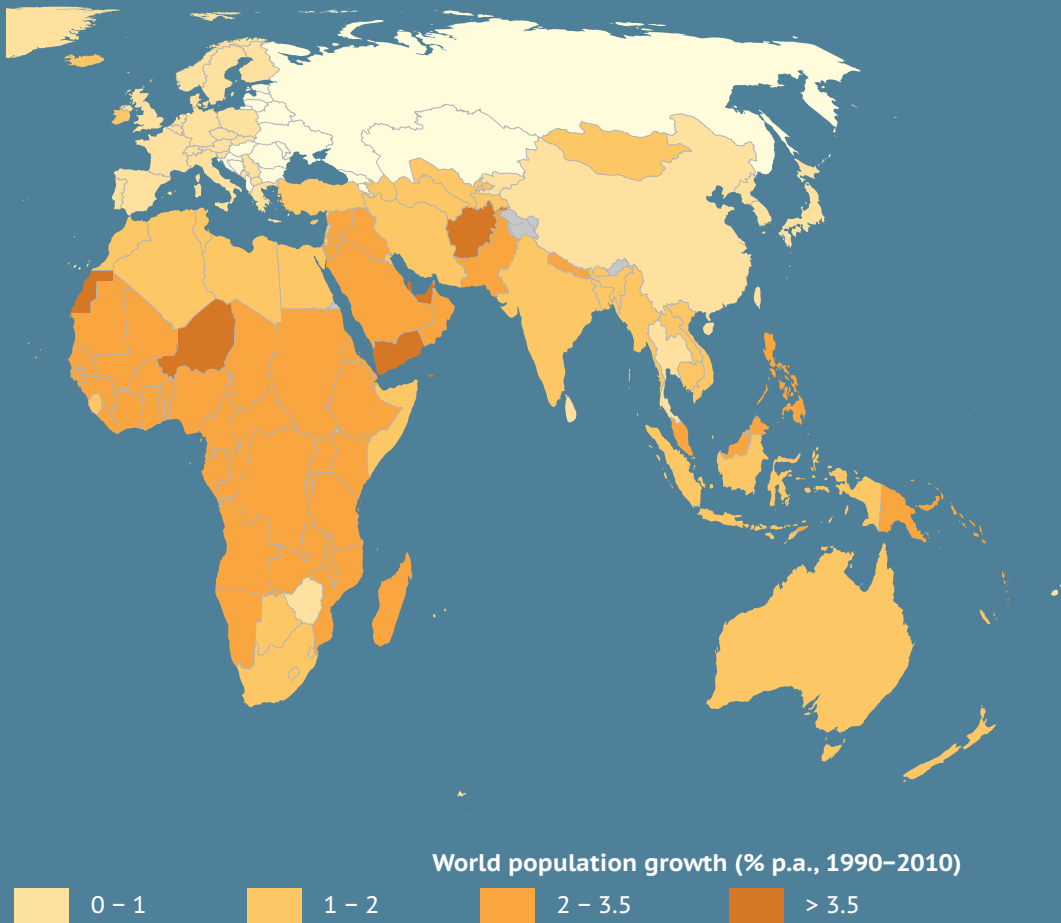 World population growth (% p.a., 1990–2010)
0 – 1 1 – 2 2 – 3.5 > 3.5